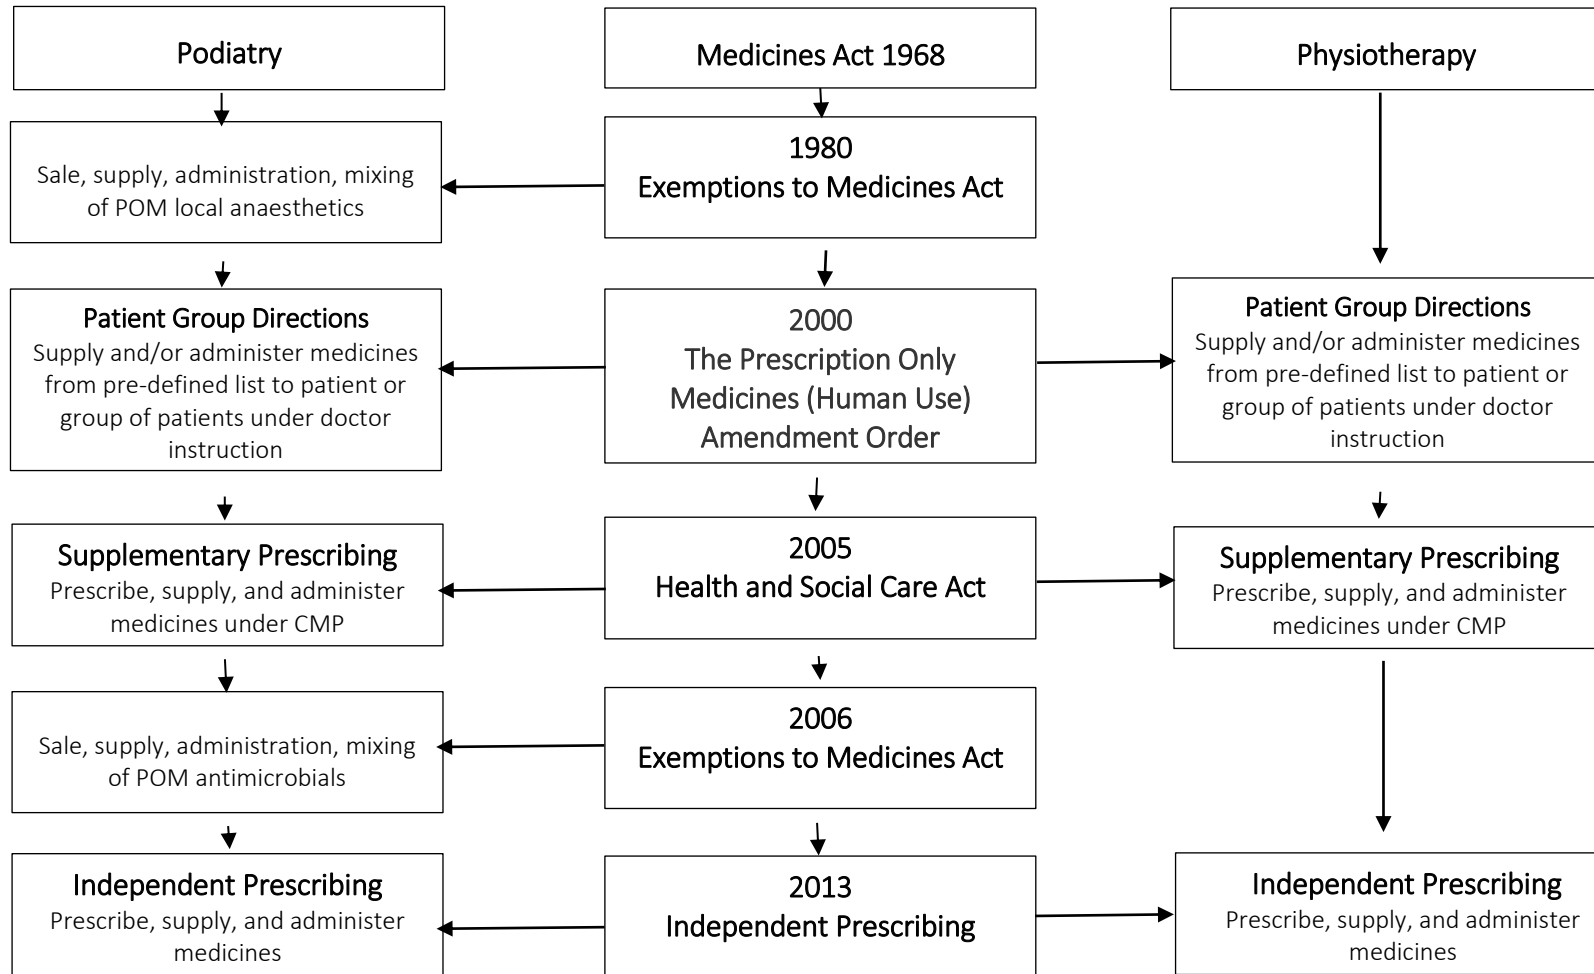 Podiatry
Medicines Act 1968
Physiotherapy
Sale, supply, administration, mixing
of POM local anaesthetics
1980
Exemptions to Medicines Act
Patient Group Directions
Supply and/or administer medicines
from pre-defined list to patient or
group of patients under doctor
instruction
2000
The Prescription Only
Medicines (Human Use)
Amendment Order
Patient Group Directions
Supply and/or administer medicines
from pre-defined list to patient or
group of patients under doctor
instruction
Supplementary Prescribing
Prescribe, supply, and administer
medicines under CMP
2005
Health and Social Care Act
Supplementary Prescribing
Prescribe, supply, and administer
medicines under CMP
Sale, supply, administration, mixing
of POM antimicrobials
2006
Exemptions to Medicines Act
Independent Prescribing
Prescribe, supply, and administer
medicines
2013
Independent Prescribing
Independent Prescribing
Prescribe, supply, and administer
medicines